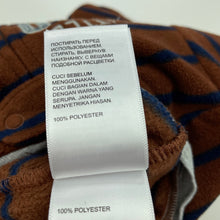 ПОСТИРАТЬ ПЕРЕД
ИСПОЛЬЗОВАНИЕМ
СТИРАТЬ, ВЫВЕРНУВ
НАИЗНАНКУ, С ВЕЩАМИ
ПОДОБНОЙ РАСЦВЕТКИ.
CUCI SEBELUM
MENGGUNAKAN.
CUCI BAGIAN DALAM
DENGAN WARNA YANG
SERUPA. JANGAN
MENYETRIKA HIASAN
100% POLYESTER
100% POLYESTER